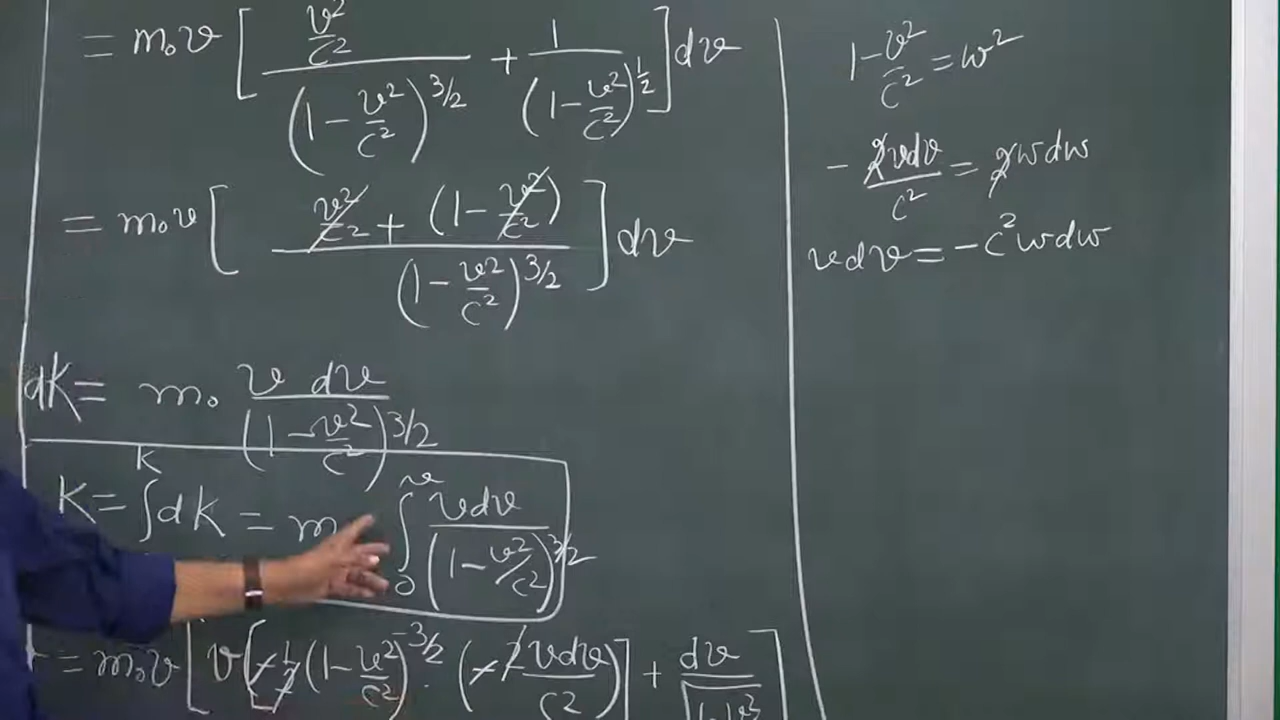 = m₀v [ (v²/c²) / (1 - v²/c²)^3/2 + 1 / (1 - v²/c²)^1/2 ] dv
= m₀v [ (v²/c² + (1 - v²/c²)) / (1 - v²/c²)^3/2 ] dv
dK = m₀ v dv / (1 - v²/c²)^3/2
K = ∫^K dK = m ∫₀^v v dv / (1 - v²/c²)^3/2
= m₀v [ v [ -1/2 (1 - v²/c²)^-3/2 · (-2v dv / c²) ] + dv / √(1 - v²
1 - v²/c² = w²
- 2v dv / c² = 2w dw
v dv = - c² w dw